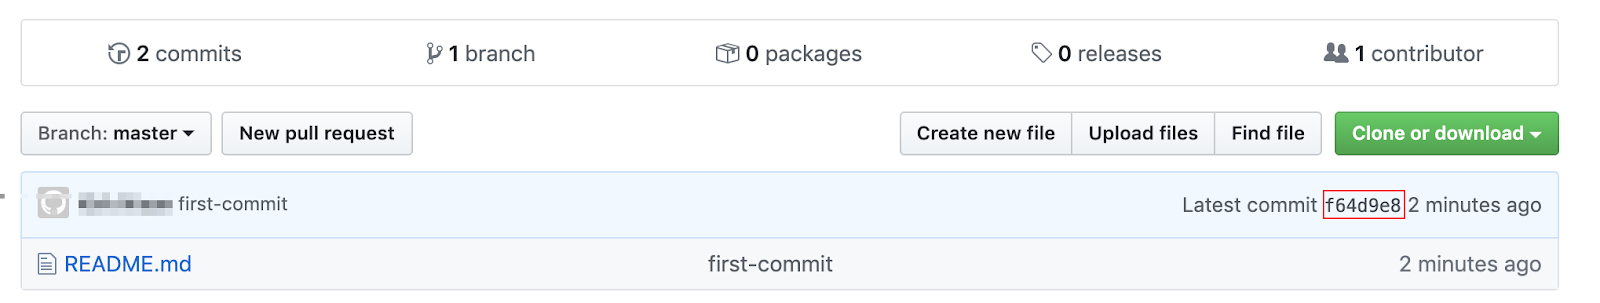 2 commits 1 branch 0 packages 0 releases 1 contributor
Branch: master New pull request Create new file Upload files Find file Clone or download
first-commit Latest commit f64d9e8 2 minutes ago
README.md first-commit 2 minutes ago